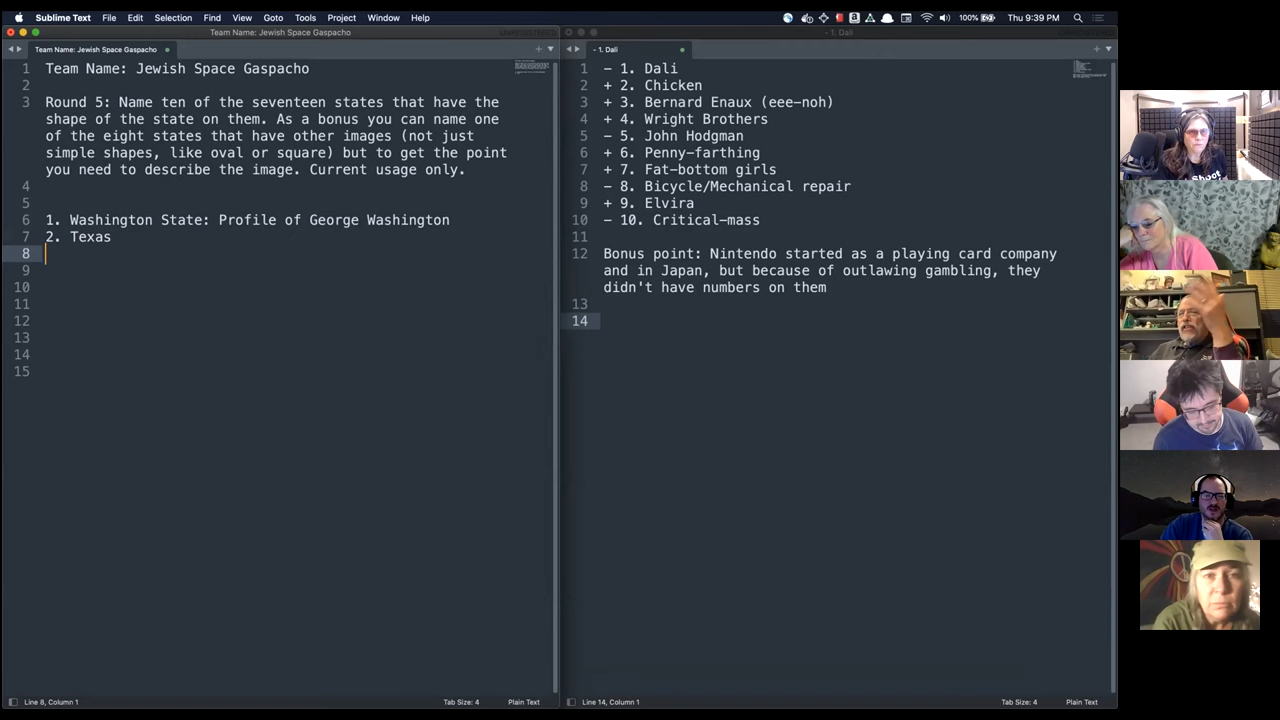 Sublime Text File Edit Selection Find View Goto Tools Project Window Help 100% Thu 9:39 PM
Team Name: Jewish Space Gaspacho
- 1. Dali
Team Name: Jewish Space Gaspacho
- 1. Dali
1 Team Name: Jewish Space Gaspacho
2
3 Round 5: Name ten of the seventeen states that have the
shape of the state on them. As a bonus you can name one
of the eight states that have other images (not just
simple shapes, like oval or square) but to get the point
you need to describe the image. Current usage only.
4
5
6 1. Washington State: Profile of George Washington
7 2. Texas
8
9
10
11
12
13
14
15
1 - 1. Dali
2 + 2. Chicken
3 + 3. Bernard Enaux (eee-noh)
4 + 4. Wright Brothers
5 - 5. John Hodgman
6 + 6. Penny-farthing
7 + 7. Fat-bottom girls
8 - 8. Bicycle/Mechanical repair
9 + 9. Elvira
10 - 10. Critical-mass
11
12 Bonus point: Nintendo started as a playing card company
and in Japan, but because of outlawing gambling, they
didn't have numbers on them
13
14
Line 8, Column 1 Tab Size: 4 Plain Text
Line 14, Column 1 Tab Size: 4 Plain Text